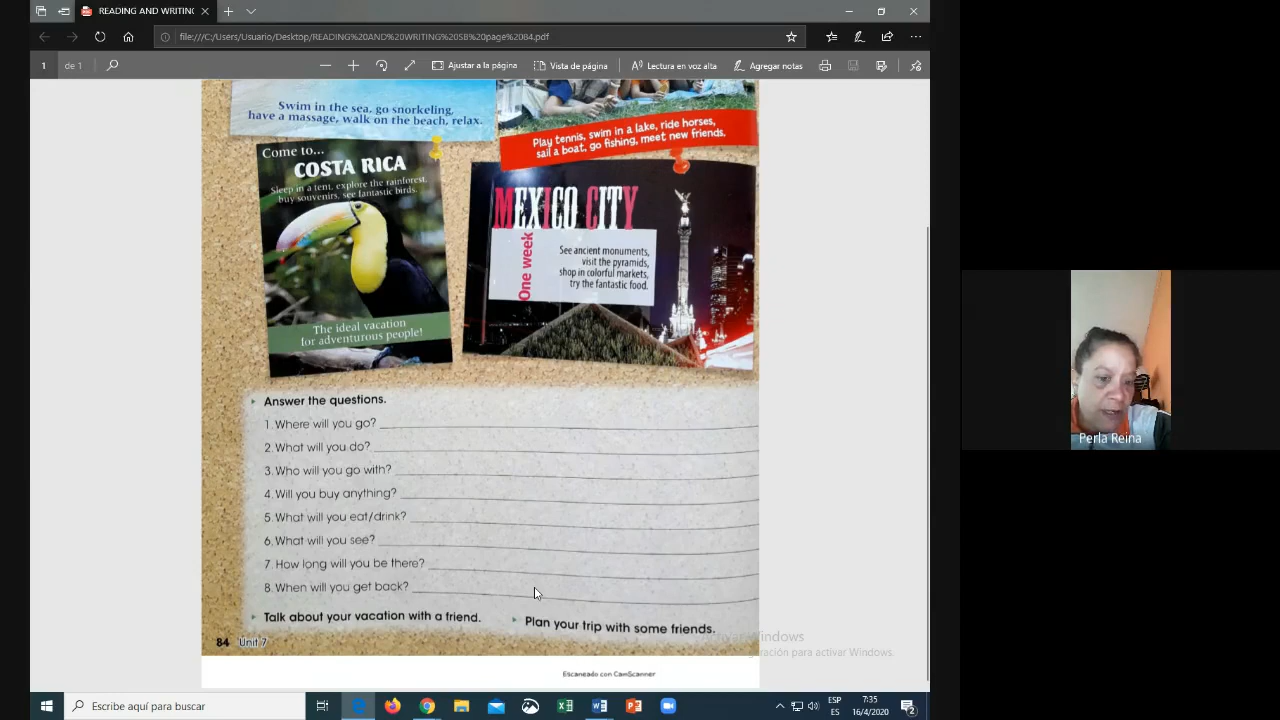 READING AND WRITING
file:///C:/Users/Usuario/Desktop/READING%20AND%20WRITING%20SB%20page%2084.pdf
1 de 1
Ajustar a la página
Vista de página
Lectura en voz alta
Agregar notas
Swim in the sea, go snorkeling,
have a massage, walk on the beach, relax.
Play tennis, swim in a lake, ride horses,
sail a boat, go fishing, meet new friends.
Come to...
COSTA RICA
Sleep in a tent, explore the rainforest,
buy souvenirs, see fantastic birds.
The ideal vacation
for adventurous people!
MEXICO CITY
One week
See ancient monuments,
visit the pyramids,
shop in colorful markets,
try the fantastic food.
Answer the questions.
1. Where will you go?
2. What will you do?
3. Who will you go with?
4. Will you buy anything?
5. What will you eat/drink?
6. What will you see?
7. How long will you be there?
8. When will you get back?
Talk about your vacation with a friend.
Plan your trip with some friends.
84 Unit 7
Windows
para activar Windows.
Escaneado con CamScanner
Perla Reina
Escribe aquí para buscar
ESP
ES
7:35
16/4/2020
2